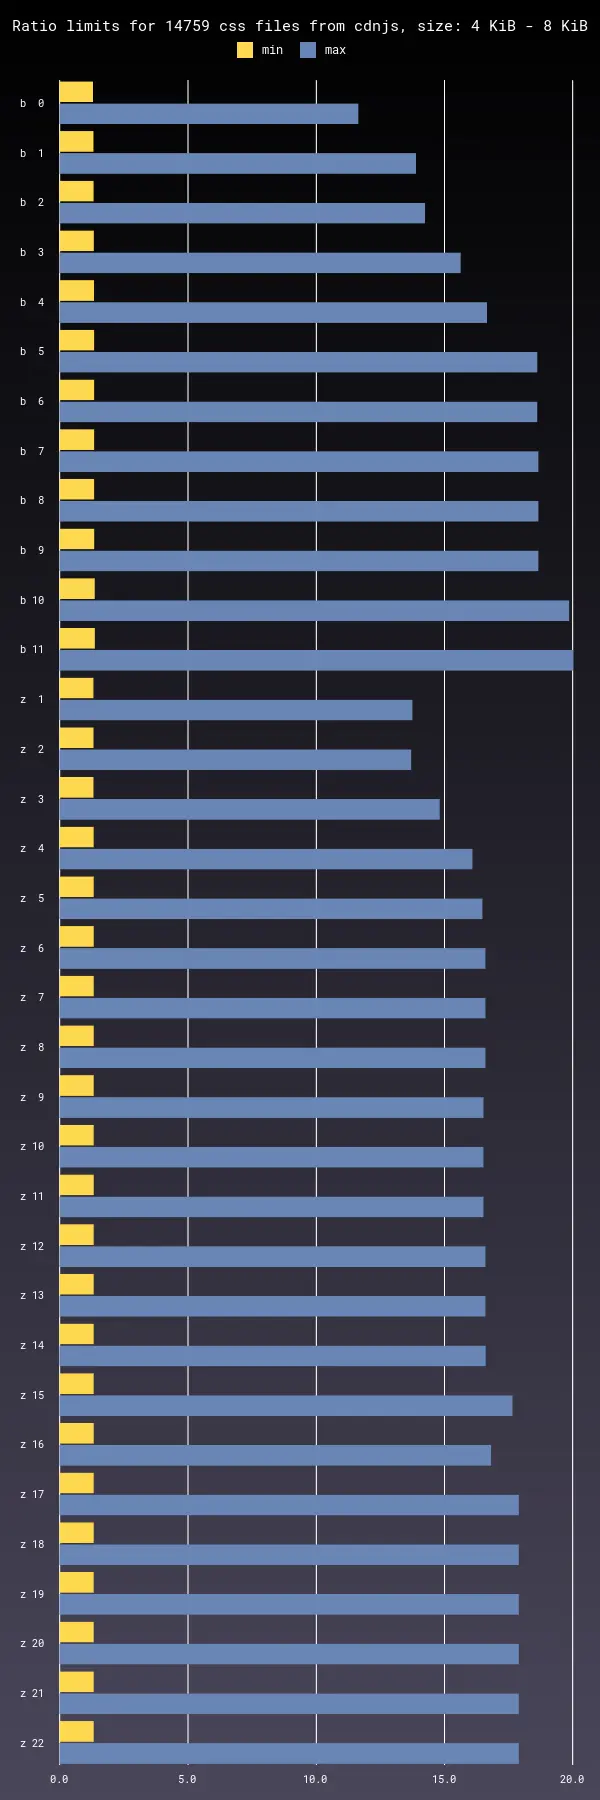 Ratio limits for 14759 css files from cdnjs, size: 4 KiB - 8 KiB
min max
b 0
b 1
b 2
b 3
b 4
b 5
b 6
b 7
b 8
b 9
b 10
b 11
z 1
z 2
z 3
z 4
z 5
z 6
z 7
z 8
z 9
z 10
z 11
z 12
z 13
z 14
z 15
z 16
z 17
z 18
z 19
z 20
z 21
z 22
0.0 5.0 10.0 15.0 20.0